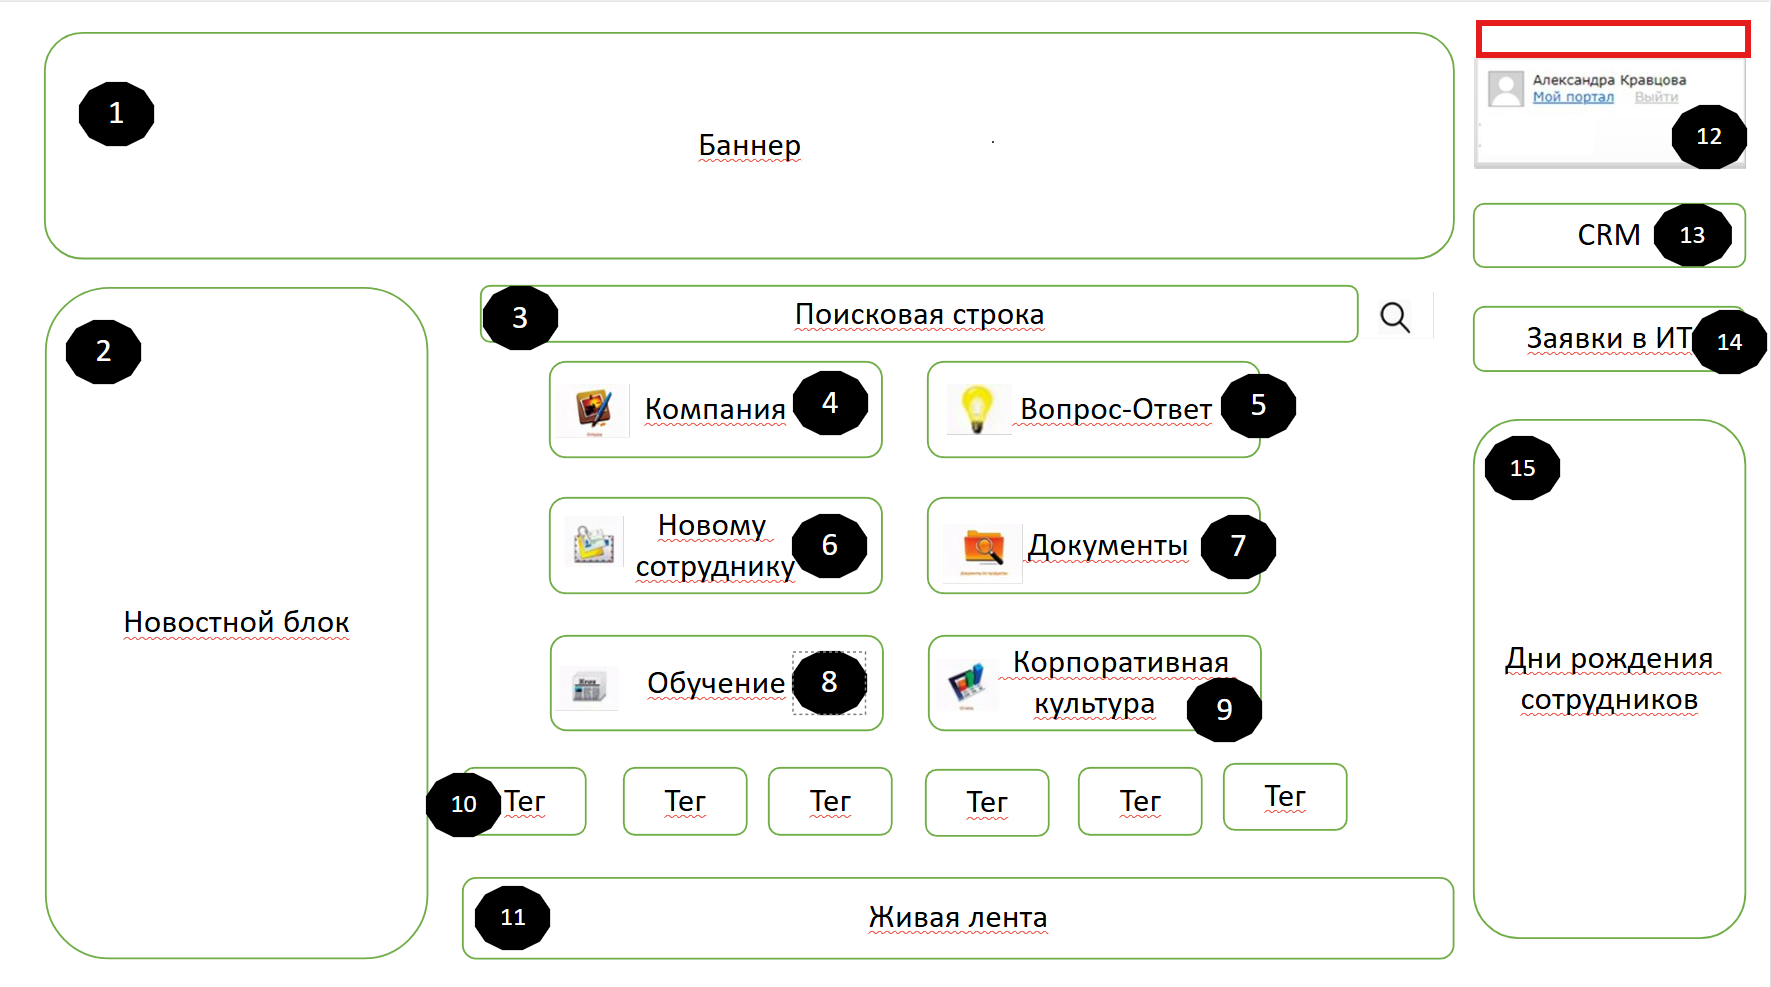 1
Баннер
Александра Кравцова
Мой портал Выйти
12
CRM 13
3 Поисковая строка
Заявки в ИТ 14
2
Компания 4
Вопрос-Ответ 5
15
Новому
сотруднику 6
Документы 7
Новостной блок
Обучение 8
Корпоративная
культура 9
Дни рождения
сотрудников
10 Тег Тег Тег Тег Тег Тег
11 Живая лента